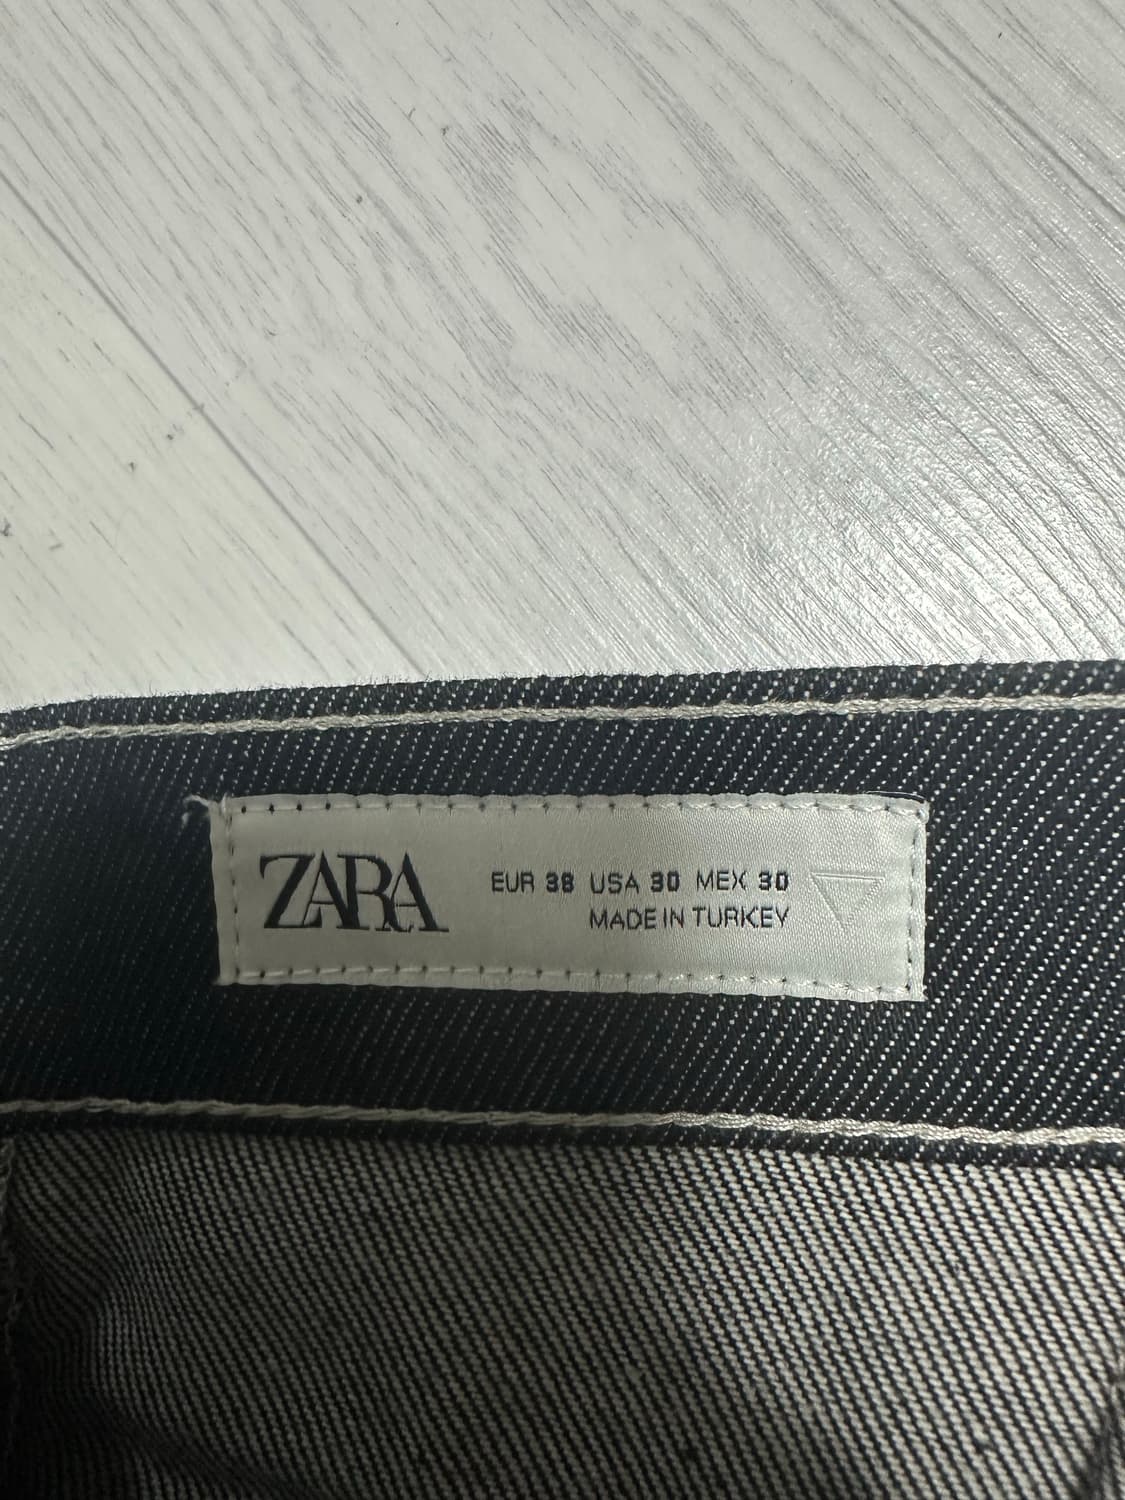 ZARA
EUR 38 USA 30 MEX 30
MADE IN TURKEY